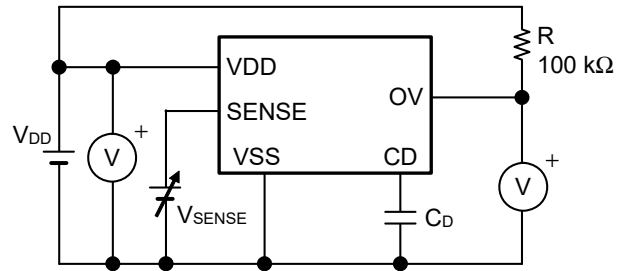 R
100 kΩ
VDD
OV
SENSE
VDD
+
V
VSS
CD
+
V
VSENSE
CD